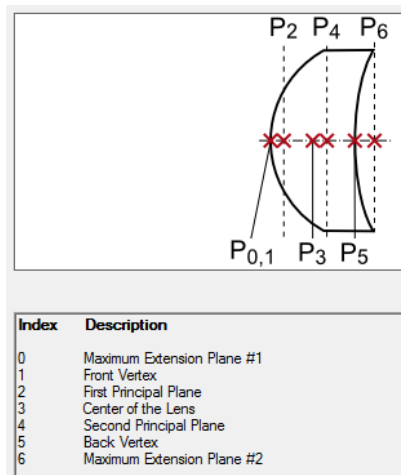 P2 P4 P6
P0,1 P3 P5
Index Description
0 Maximum Extension Plane #1
1 Front Vertex
2 First Principal Plane
3 Center of the Lens
4 Second Principal Plane
5 Back Vertex
6 Maximum Extension Plane #2